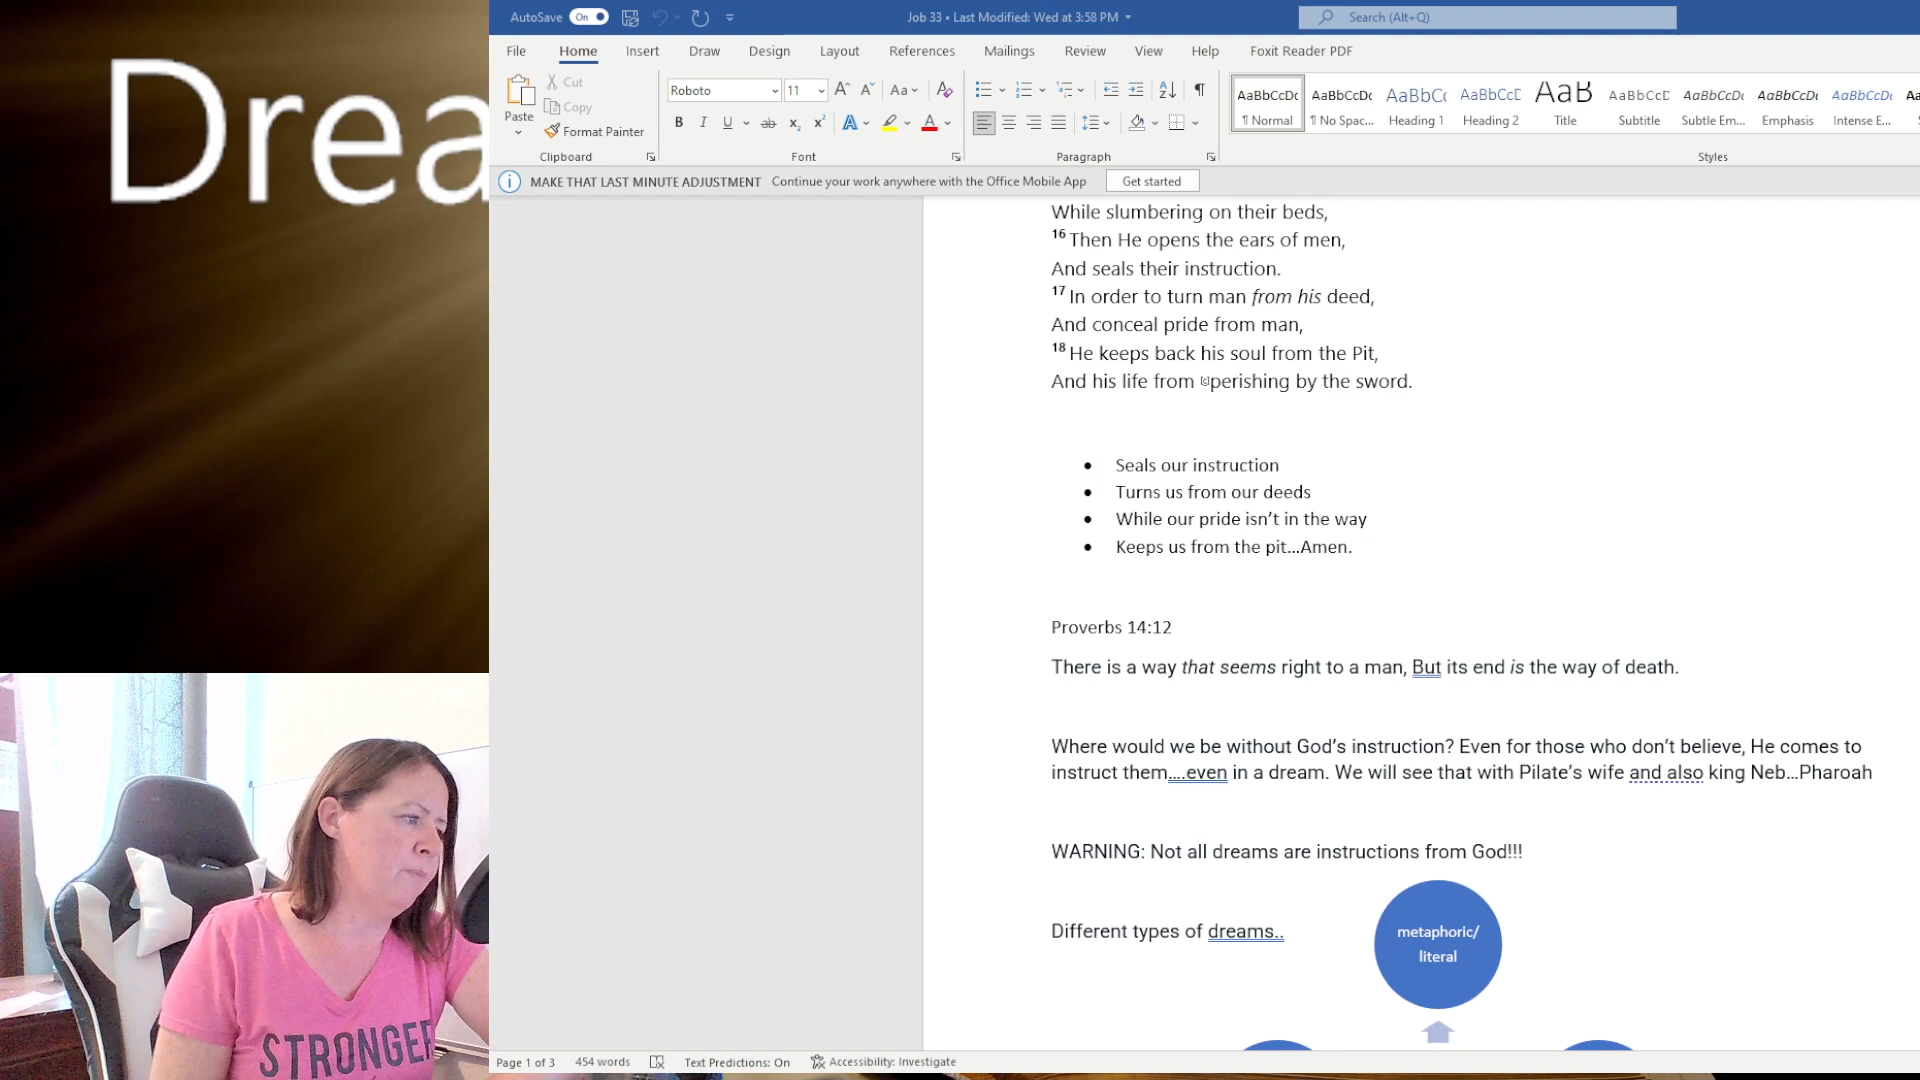 Drea
AutoSave On Job 33 • Last Modified: Wed at 3:58 PM Search (Alt+Q)
File Home Insert Draw Design Layout References Mailings Review View Help Foxit Reader PDF
Paste Cut Copy Format Painter
Clipboard
Roboto 11
Font
Paragraph
AaBbCcDc AaBbCcDc AaBbCc AaBbCcD AaB AaBbCcD AaBbCcDc AaBbCcDc AaBbCcDc
¶ Normal ¶ No Spac... Heading 1 Heading 2 Title Subtitle Subtle Em... Emphasis Intense E...
Styles
MAKE THAT LAST MINUTE ADJUSTMENT Continue your work anywhere with the Office Mobile App Get started
While slumbering on their beds,
16 Then He opens the ears of men,
And seals their instruction.
17 In order to turn man from his deed,
And conceal pride from man,
18 He keeps back his soul from the Pit,
And his life from perishing by the sword.
• Seals our instruction
• Turns us from our deeds
• While our pride isn’t in the way
• Keeps us from the pit…Amen.
Proverbs 14:12
There is a way that seems right to a man, But its end is the way of death.
Where would we be without God’s instruction? Even for those who don’t believe, He comes to
instruct them….even in a dream. We will see that with Pilate’s wife and also king Neb…Pharoah
WARNING: Not all dreams are instructions from God!!!
Different types of dreams..
metaphoric/
literal
STRONGER
Page 1 of 3 454 words Text Predictions: On Accessibility: Investigate